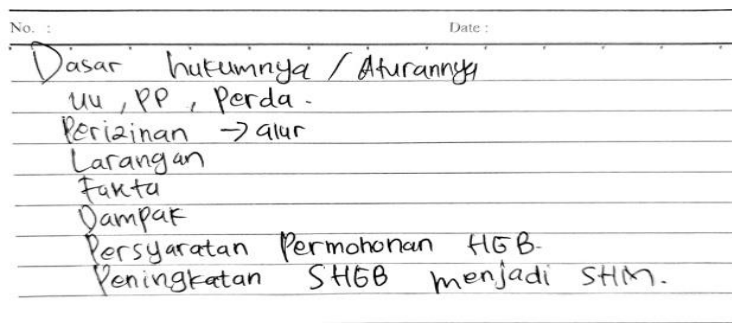 No. :
Date :
Dasar hukumnya / Aturannya
UU, PP, Perda.
Perizinan → alur
Larangan
Fakta
Dampak
Persyaratan Permohonan HGB.
Peningkatan SHGB menjadi SHM.